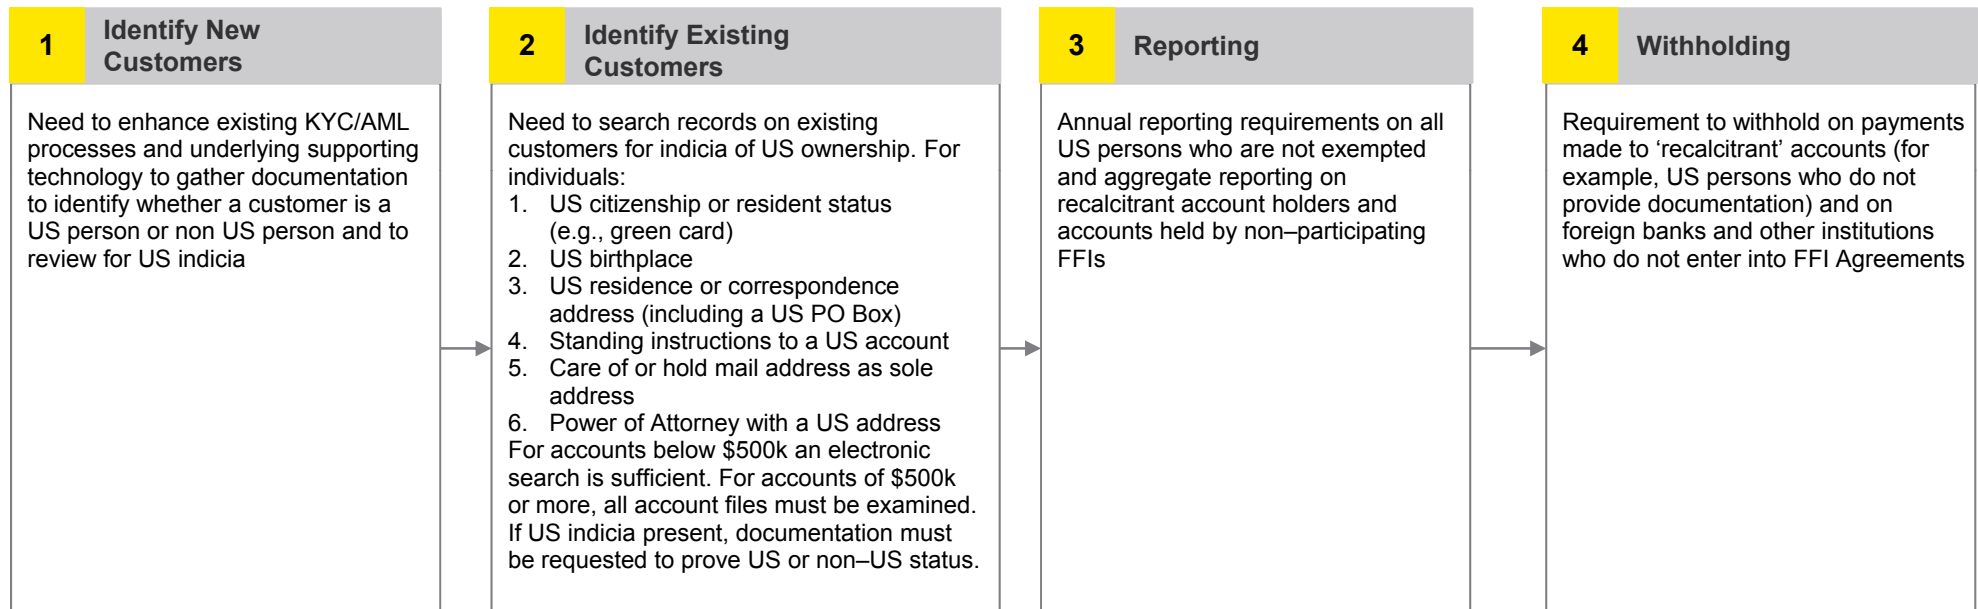 1
Identify New
Customers
Need to enhance existing KYC/AML
processes and underlying supporting
technology to gather documentation
to identify whether a customer is a
US person or non US person and to
review for US indicia
2
Identify Existing
Customers
Need to search records on existing
customers for indicia of US ownership. For
individuals:
1. US citizenship or resident status
(e.g., green card)
2. US birthplace
3. US residence or correspondence
address (including a US PO Box)
4. Standing instructions to a US account
5. Care of or hold mail address as sole
address
6. Power of Attorney with a US address
For accounts below $500k an electronic
search is sufficient. For accounts of $500k
or more, all account files must be examined.
If US indicia present, documentation must
be requested to prove US or non–US status.
3
Reporting
Annual reporting requirements on all
US persons who are not exempted
and aggregate reporting on
recalcitrant account holders and
accounts held by non–participating
FFIs
4
Withholding
Requirement to withhold on payments
made to ‘recalcitrant’ accounts (for
example, US persons who do not
provide documentation) and on
foreign banks and other institutions
who do not enter into FFI Agreements